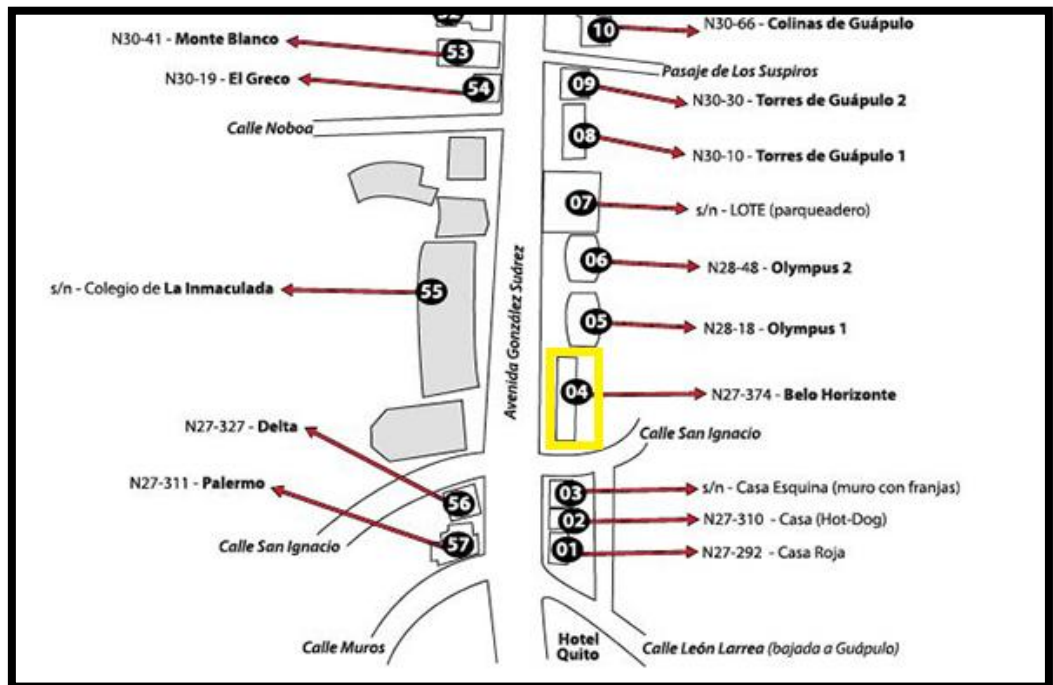 10
N30-66 - Colinas de Guápulo
N30-41 - Monte Blanco
53
Pasaje de Los Suspiros
N30-19 - El Greco
54
09
N30-30 - Torres de Guápulo 2
Calle Noboa
08
N30-10 - Torres de Guápulo 1
07
s/n - LOTE (parqueadero)
06
N28-48 - Olympus 2
s/n - Colegio de La Inmaculada
55
Avenida González Suárez
05
N28-18 - Olympus 1
04
N27-374 - Belo Horizonte
N27-327 - Delta
Calle San Ignacio
N27-311 - Palermo
03
s/n - Casa Esquina (muro con franjas)
56
02
N27-310 - Casa (Hot-Dog)
Calle San Ignacio
57
01
N27-292 - Casa Roja
Calle Muros
Hotel
Quito
Calle León Larrea (bajada a Guápulo)